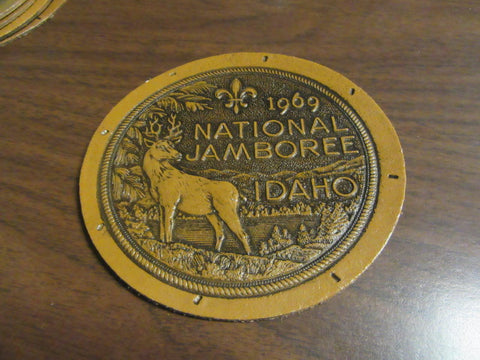 1969
NATIONAL
JAMBOREE
IDAHO